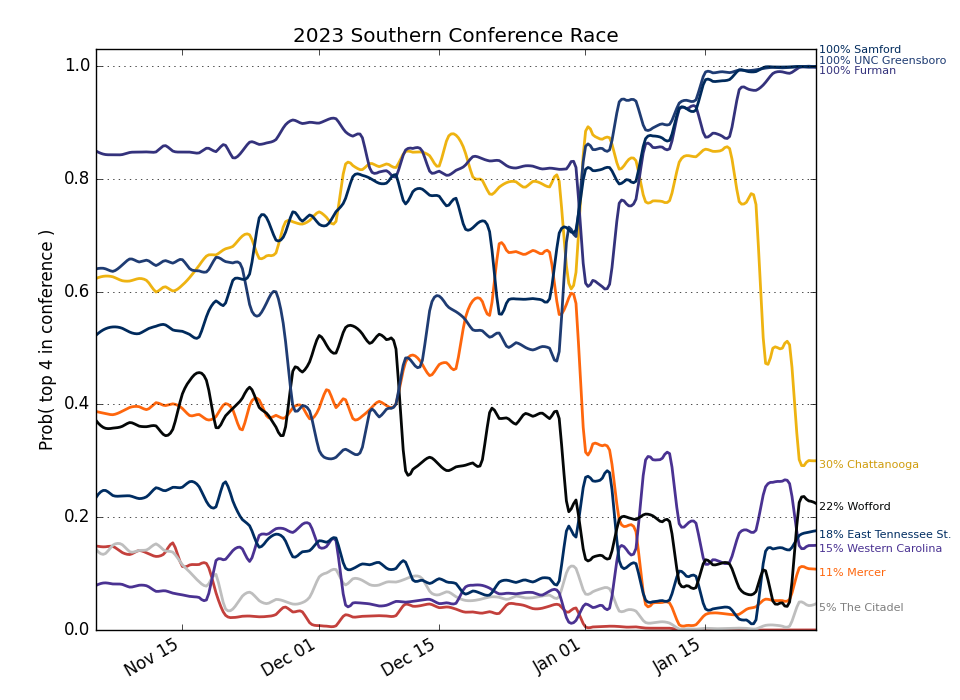 2023 Southern Conference Race
Prob( top 4 in conference )
1.0
0.8
0.6
0.4
0.2
0.0
Nov 15
Dec 01
Dec 15
Jan 01
Jan 15
100% Samford
100% UNC Greensboro
100% Furman
30% Chattanooga
22% Wofford
18% East Tennessee St.
15% Western Carolina
11% Mercer
5% The Citadel